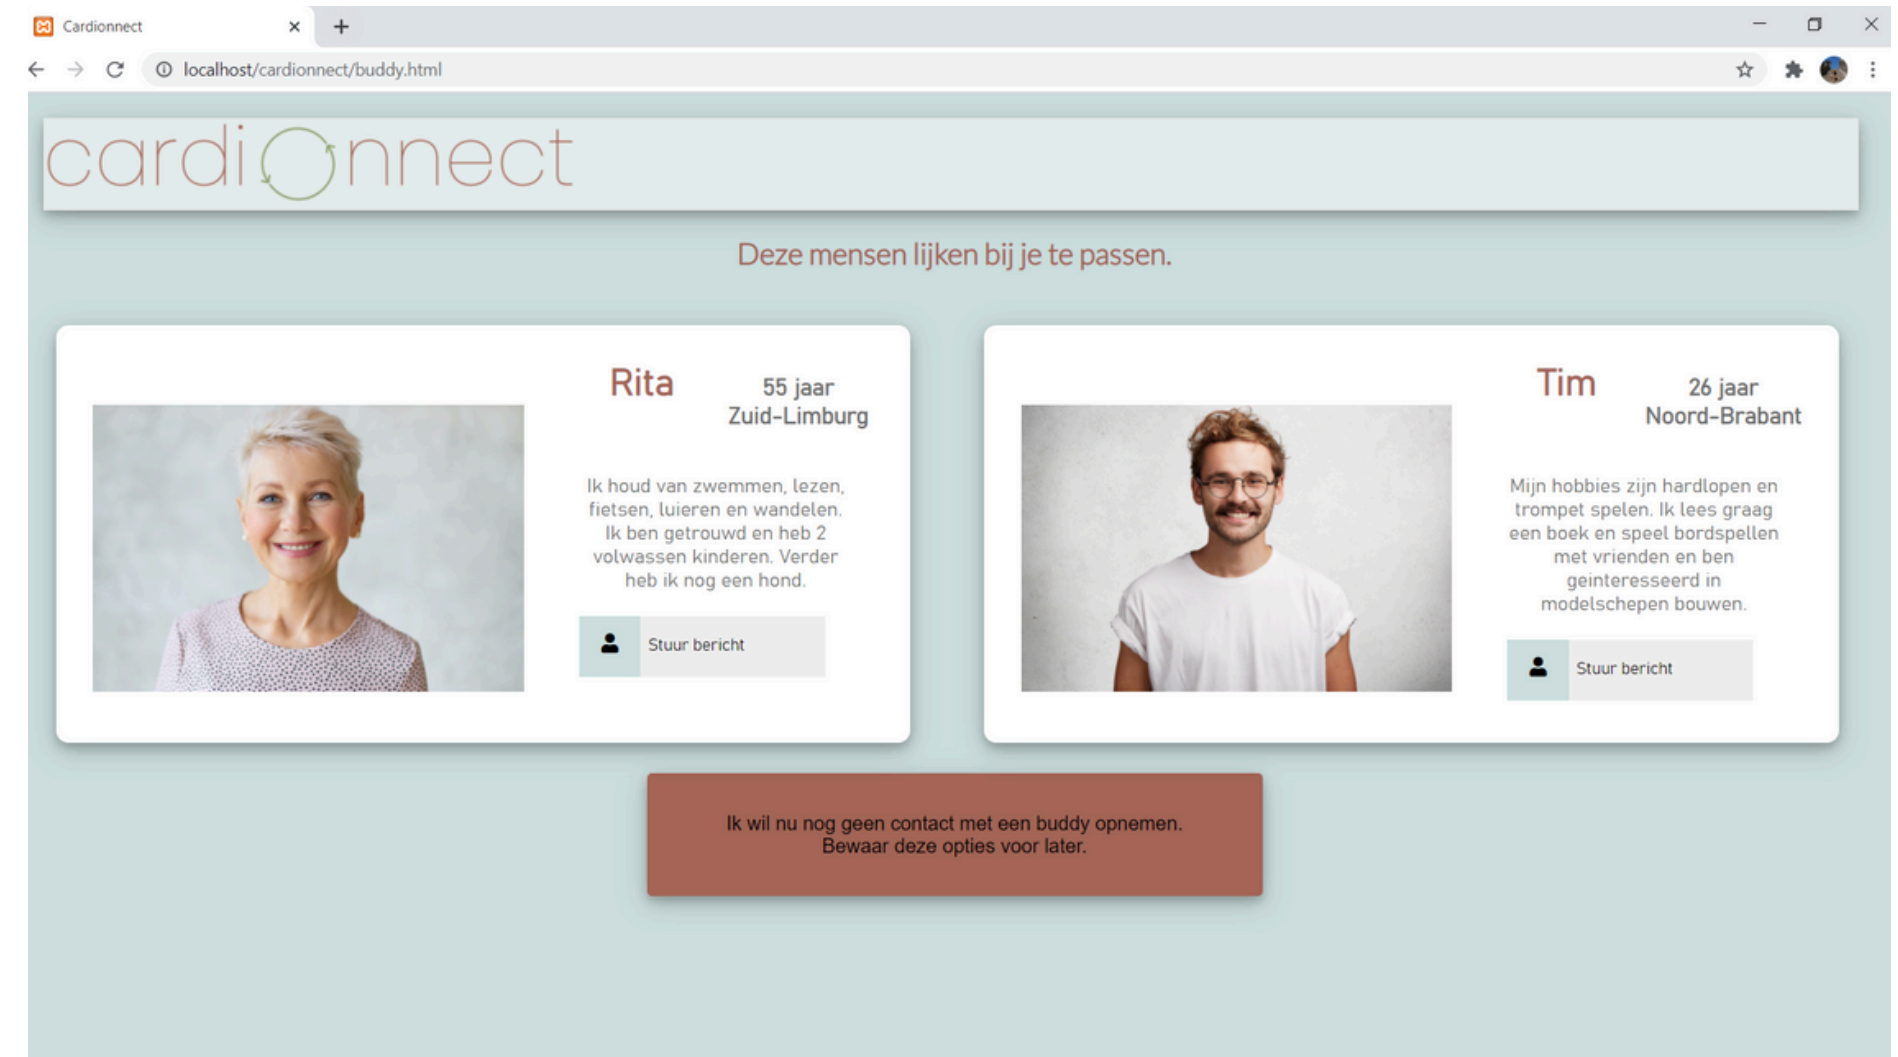 Cardionnect
localhost/cardionnect/buddy.html
cardionnect
Deze mensen lijken bij je te passen.
Rita
55 jaar
Zuid-Limburg
Ik houd van zwemmen, lezen,
fietsen, luieren en wandelen.
Ik ben getrouwd en heb 2
volwassen kinderen. Verder
heb ik nog een hond.
Stuur bericht
Tim
26 jaar
Noord-Brabant
Mijn hobbies zijn hardlopen en
trompet spelen. Ik lees graag
een boek en speel bordspellen
met vrienden en ben
geinteresseerd in
modelschepen bouwen.
Stuur bericht
Ik wil nu nog geen contact met een buddy opnemen.
Bewaar deze opties voor later.